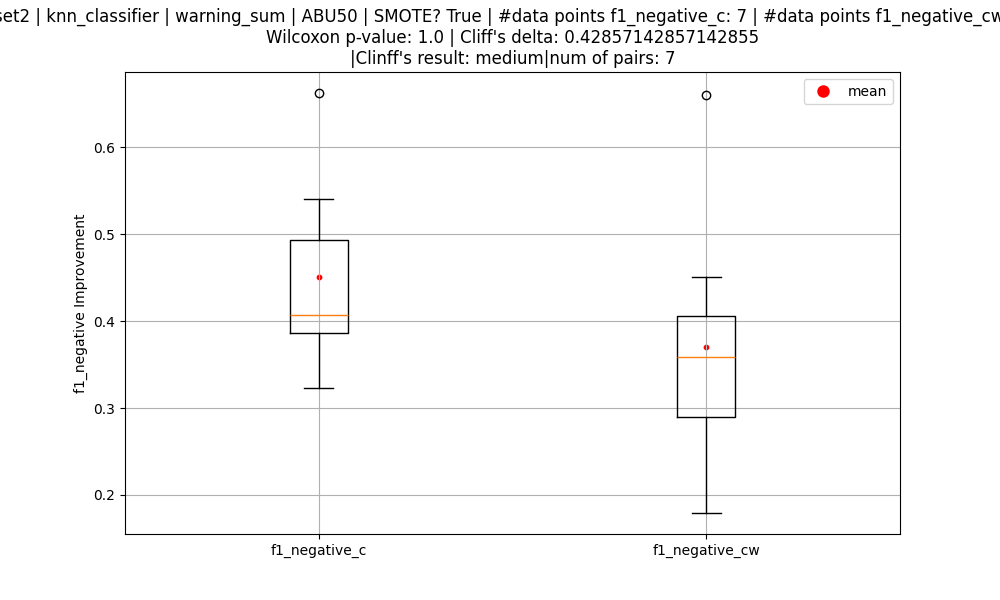 set2 | knn_classifier | warning_sum | ABU50 | SMOTE? True | #data points f1_negative_c: 7 | #data points f1_negative_cw
Wilcoxon p-value: 1.0 | Cliff's delta: 0.42857142857142855
|Clinff's result: medium|num of pairs: 7
mean
0.6
0.5
0.4
0.3
0.2
f1_negative Improvement
f1_negative_c
f1_negative_cw